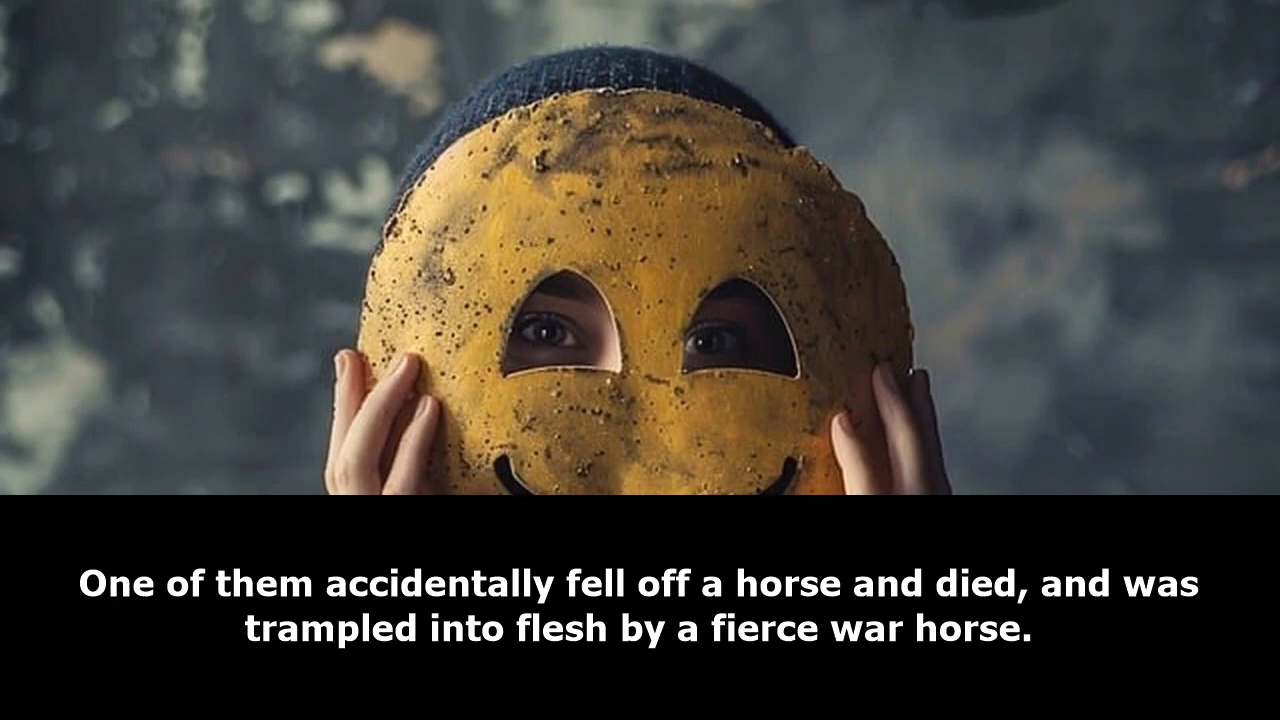 One of them accidentally fell off a horse and died, and was
trampled into flesh by a fierce war horse.